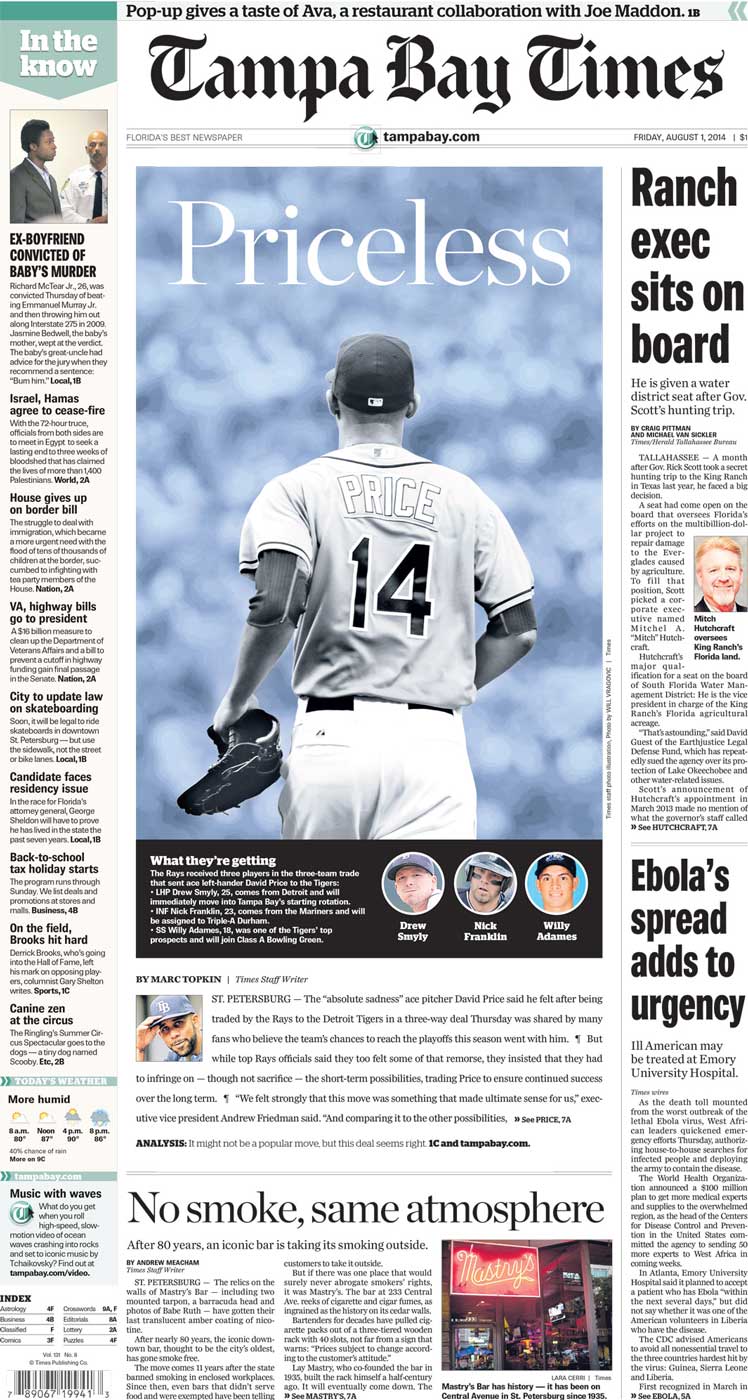 Pop-up gives a taste of Ava, a restaurant collaboration with Joe Maddon. 1B
In the
know
Tampa Bay Times
FLORIDA'S BEST NEWSPAPER
tampabay.com
FRIDAY, AUGUST 1, 2014 | $1
EX-BOYFRIEND
CONVICTED OF
BABY'S MURDER
Richard McTear Jr., 26, was
convicted Thursday of beat-
ing Emmanuel Murray Jr.
and then throwing him out
along Interstate 275 in 2009.
Jasmine Bedwell, the baby's
mother, wept at the verdict.
The baby's great-uncle had
advice for the jury when they
recommend a sentence:
"Burn him." Local, 1B
Israel, Hamas
agree to cease-fire
With the 72-hour truce,
officials from both sides are
to meet in Egypt to seek a
lasting end to three weeks of
bloodshed that has claimed
the lives of more than 1,400
Palestinians. World, 2A
House gives up
on border bill
The struggle to deal with
immigration, which became
a more urgent need with the
flood of tens of thousands of
children at the border, suc-
cumbed to infighting with
tea party members of the
House. Nation, 2A
VA, highway bills
go to president
A $16 billion measure to
clean up the Department of
Veterans Affairs and a bill to
prevent a cutoff in highway
funding gain final passage
in the Senate. Nation, 2A
City to update law
on skateboarding
Soon, it will be legal to ride
skateboards in downtown
St. Petersburg — but use
the sidewalk, not the street
or bike lanes. Local, 1B
Candidate faces
residency issue
In the race for Florida's
attorney general, George
Sheldon will have to prove
he has lived in the state the
past seven years. Local, 1B
Back-to-school
tax holiday starts
The program runs through
Sunday. We list deals and
promotions at stores and
malls. Business, 4B
On the field,
Brooks hit hard
Derrick Brooks, who's going
into the Hall of Fame, left
his mark on opposing play-
ers, columnist Gary Shelton
writes. Sports, 1C
Canine zen
at the circus
The Ringling's Summer Cir-
cus Spectacular goes to the
dogs — a tiny dog named
Scooby. Etc, 2B
TODAY'S WEATHER
More humid
8 a.m. Noon 4 p.m. 8 p.m.
80° 87° 90° 86°
40% chance of rain
More on 9C
tampabay.com
Music with waves
What do you get
when you roll
high-speed, slow-
motion video of ocean
waves crashing into rocks
and set to iconic music by
Tchaikovsky? Find out at
tampabay.com/video.
INDEX
Astrology 4F Crosswords 9A, F
Business 4B Editorials 8A
Classified F Lottery 2A
Comics 3F Puzzles 4F
Vol. 131 No. 8
© Times Publishing Co.
7 89067 19941 3
Priceless
PRICE
14
Times staff photo illustration, Photo by WILL VRAGOVIC | Times
What they're getting
The Rays received three players in the three-team trade
that sent ace left-hander David Price to the Tigers:
• LHP Drew Smyly, 25, comes from Detroit and will
immediately move into Tampa Bay's starting rotation.
• INF Nick Franklin, 23, comes from the Mariners and will
be assigned to Triple-A Durham.
• SS Willy Adames, 18, was one of the Tigers' top
prospects and will join Class A Bowling Green.
Drew
Smyly
Nick
Franklin
Willy
Adames
BY MARC TOPKIN | Times Staff Writer
ST. PETERSBURG — The "absolute sadness" ace pitcher David Price said he felt after being
traded by the Rays to the Detroit Tigers in a three-way deal Thursday was shared by many
fans who believe the team's chances to reach the playoffs this season went with him. ¶ But
while top Rays officials said they too felt some of that remorse, they insisted that they had
to infringe on — though not sacrifice — the short-term possibilities, trading Price to ensure continued success
over the long term. ¶ "We felt strongly that this move was something that made ultimate sense for us," exec-
utive vice president Andrew Friedman said. "And comparing it to the other possibilities, » See PRICE, 7A
ANALYSIS: It might not be a popular move, but this deal seems right. 1C and tampabay.com.
No smoke, same atmosphere
After 80 years, an iconic bar is taking its smoking outside.
BY ANDREW MEACHAM
Times Staff Writer
ST. PETERSBURG — The relics on the
walls of Mastry's Bar — including two
mounted tarpon, a barracuda head and
photos of Babe Ruth — have gotten their
last translucent amber coating of nico-
tine.
After nearly 80 years, the iconic down-
town bar, thought to be the city's oldest,
has gone smoke free.
The move comes 11 years after the state
banned smoking in enclosed workplaces.
Since then, even bars that didn't serve
food and were exempted have been telling
customers to take it outside.
But if there was one place that would
surely never abrogate smokers' rights,
it was Mastry's. The bar at 233 Central
Ave. reeks of cigarette and cigar fumes, as
ingrained as the history on its cedar walls.
Bartenders for decades have pulled cig-
arette packs out of a three-tiered wooden
rack with 40 slots, not far from a sign that
warns: "Prices subject to change accord-
ing to the customer's attitude."
Lay Mastry, who co-founded the bar in
1935, built the rack himself a half-century
ago. It will eventually come down. The
» See MASTRY'S, 7A
Mastry's
LARA CERRI | Times
Mastry's Bar has history — it has been on
Central Avenue in St. Petersburg since 1935.
Ranch
exec
sits on
board
He is given a water
district seat after Gov.
Scott's hunting trip.
BY CRAIG PITTMAN
AND MICHAEL VAN SICKLER
Times/Herald Tallahassee Bureau
TALLAHASSEE — A month
after Gov. Rick Scott took a secret
hunting trip to the King Ranch
in Texas last year, he faced a big
decision.
A seat had come open on the
board that oversees Florida's
efforts on the multibillion-dol-
lar project to
repair damage
to the Ever-
glades caused
by agriculture.
To fill that
position, Scott
picked a cor-
porate exec-
utive named
Mitchel A.
"Mitch" Hutch-
craft.
Mitch
Hutchcraft
oversees
King Ranch's
Florida land.
Hutchcraft's
major qual-
ification for a seat on the board
of South Florida Water Man-
agement District: He is the vice
president in charge of the King
Ranch's Florida agricultural
acreage.
"That's astounding," said David
Guest of the Earthjustice Legal
Defense Fund, which has repeat-
edly sued the agency over its pro-
tection of Lake Okeechobee and
other water-related issues.
Scott's announcement of
Hutchcraft's appointment in
March 2013 made no mention of
what the governor's staff called
» See HUTCHCRAFT, 7A
Ebola's
spread
adds to
urgency
Ill American may
be treated at Emory
University Hospital.
Times wires
As the death toll mounted
from the worst outbreak of the
lethal Ebola virus, West Afri-
can leaders quickened emer-
gency efforts Thursday, authoriz-
ing house-to-house searches for
infected people and deploying
the army to contain the disease.
The World Health Organiza-
tion announced a $100 million
plan to get more medical experts
and supplies to the overwhelmed
region, as the head of the Centers
for Disease Control and Preven-
tion in the United States com-
mitted the agency to sending 50
more experts to West Africa in
coming weeks.
In Atlanta, Emory University
Hospital said it planned to accept
a patient who has Ebola "within
the next several days," but did
not say whether it was one of the
American volunteers in Liberia
who have the disease.
The CDC advised Americans
to avoid all nonessential travel to
the three countries hardest hit by
the virus: Guinea, Sierra Leone
and Liberia.
First recognized in March in
» See EBOLA, 5A